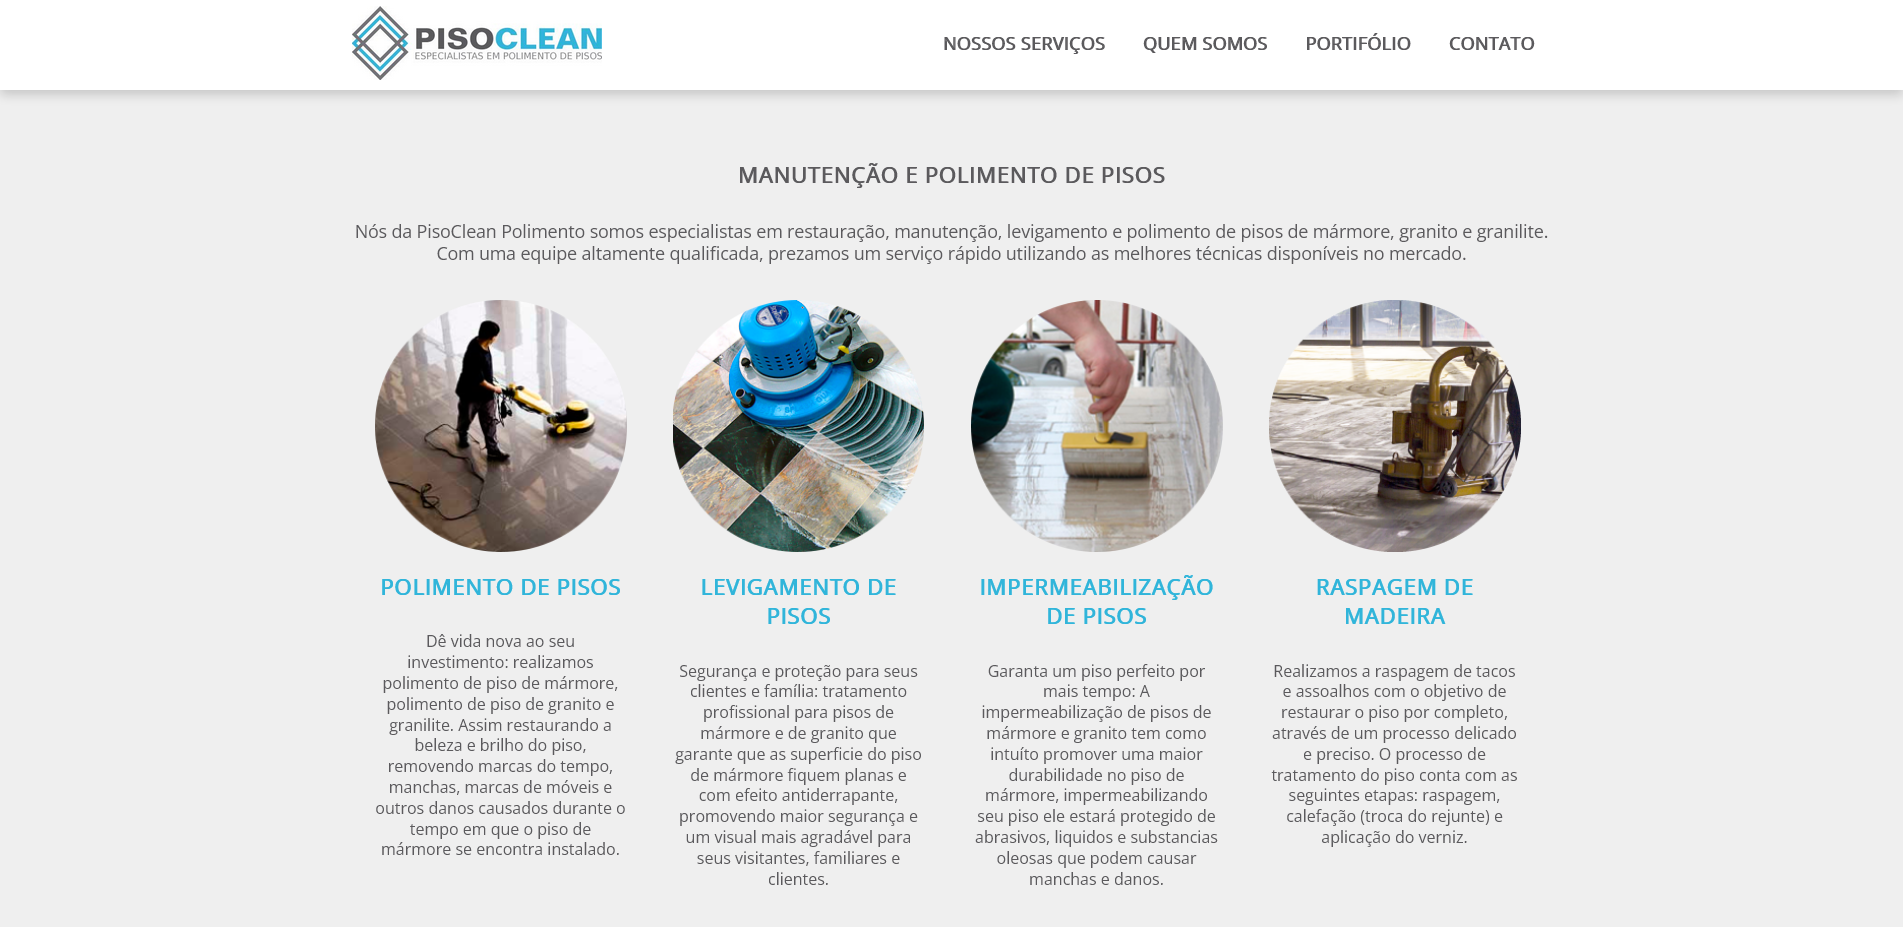 PISOCLEAN
ESPECIALISTAS EM POLIMENTO DE PISOS
NOSSOS SERVIÇOS
QUEM SOMOS
PORTIFÓLIO
CONTATO
MANUTENÇÃO E POLIMENTO DE PISOS
Nós da PisoClean Polimento somos especialistas em restauração, manutenção, levigamento e polimento de pisos de mármore, granito e granilite.
Com uma equipe altamente qualificada, prezamos um serviço rápido utilizando as melhores técnicas disponíveis no mercado.
POLIMENTO DE PISOS
Dê vida nova ao seu
investimento: realizamos
polimento de piso de mármore,
polimento de piso de granito e
granilite. Assim restaurando a
beleza e brilho do piso,
removendo marcas do tempo,
manchas, marcas de móveis e
outros danos causados durante o
tempo em que o piso de
mármore se encontra instalado.
LEVIGAMENTO DE
PISOS
Segurança e proteção para seus
clientes e família: tratamento
profissional para pisos de
mármore e de granito que
garante que as superficie do piso
de mármore fiquem planas e
com efeito antiderrapante,
promovendo maior segurança e
um visual mais agradável para
seus visitantes, familiares e
clientes.
IMPERMEABILIZAÇÃO
DE PISOS
Garanta um piso perfeito por
mais tempo: A
impermeabilização de pisos de
mármore e granito tem como
intuíto promover uma maior
durabilidade no piso de
mármore, impermeabilizando
seu piso ele estará protegido de
abrasivos, liquidos e substancias
oleosas que podem causar
manchas e danos.
RASPAGEM DE
MADEIRA
Realizamos a raspagem de tacos
e assoalhos com o objetivo de
restaurar o piso por completo,
através de um processo delicado
e preciso. O processo de
tratamento do piso conta com as
seguintes etapas: raspagem,
calefação (troca do rejunte) e
aplicação do verniz.